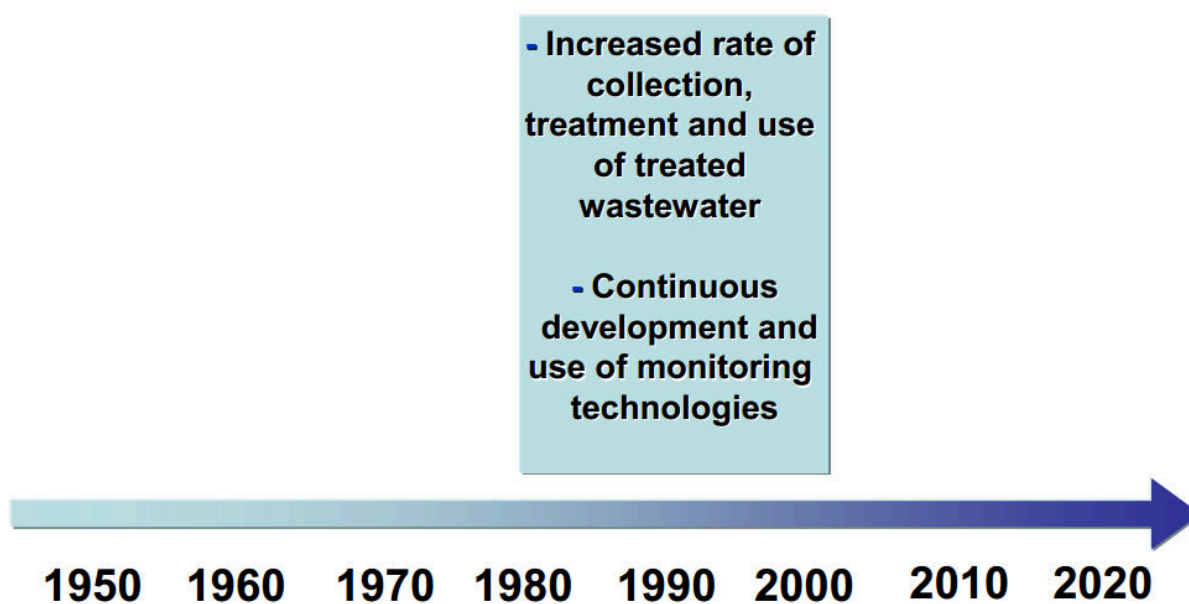 - Increased rate of
collection,
treatment and use
of treated
wastewater
- Continuous
development and
use of monitoring
technologies
1950 1960 1970 1980 1990 2000 2010 2020